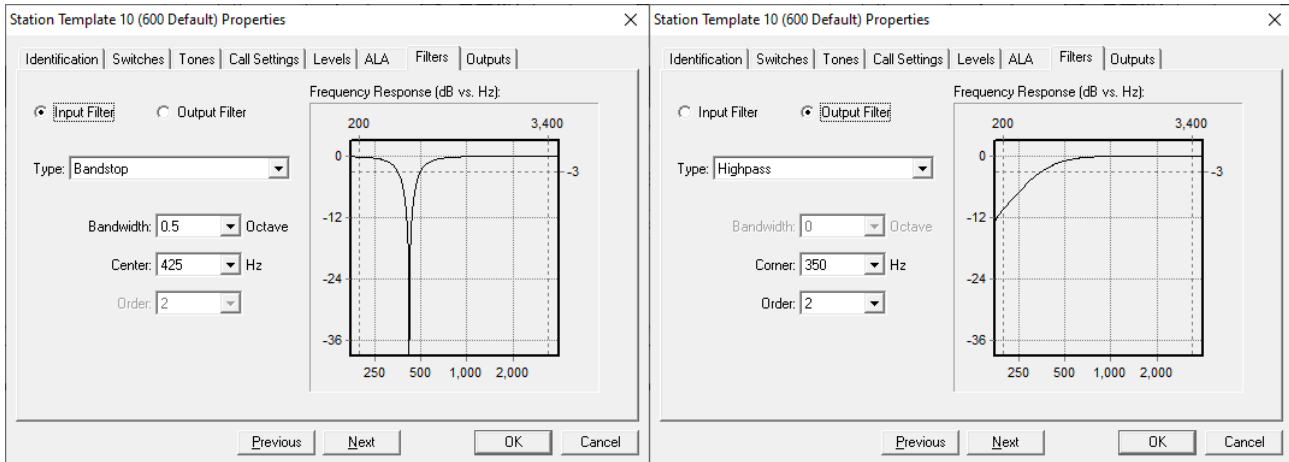 Station Template 10 (600 Default) Properties
Identification Switches Tones Call Settings Levels ALA Filters Outputs
Input Filter Output Filter
Frequency Response (dB vs. Hz):
200 3,400
0
-3
-12
-24
-36
250 500 1,000 2,000
Type: Bandstop
Bandwidth: 0.5 Octave
Center: 425 Hz
Order: 2
Previous Next OK Cancel
Station Template 10 (600 Default) Properties
Identification Switches Tones Call Settings Levels ALA Filters Outputs
Input Filter Output Filter
Frequency Response (dB vs. Hz):
200 3,400
0
-3
-12
-24
-36
250 500 1,000 2,000
Type: Highpass
Bandwidth: 0 Octave
Corner: 350 Hz
Order: 2
Previous Next OK Cancel